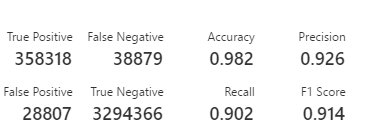 True Positive False Negative Accuracy Precision
358318 38879 0.982 0.926
False Positive True Negative Recall F1 Score
28807 3294366 0.902 0.914